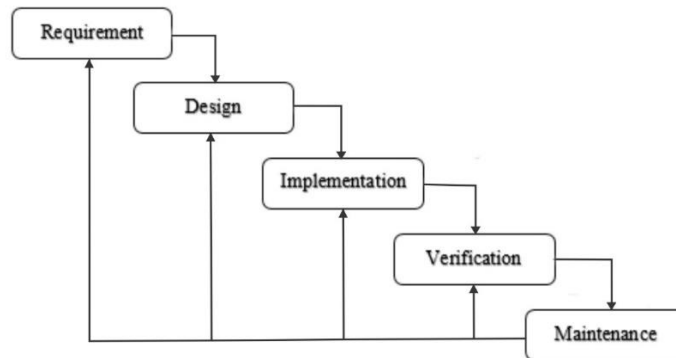 Requirement
Design
Implementation
Verification
Maintenance